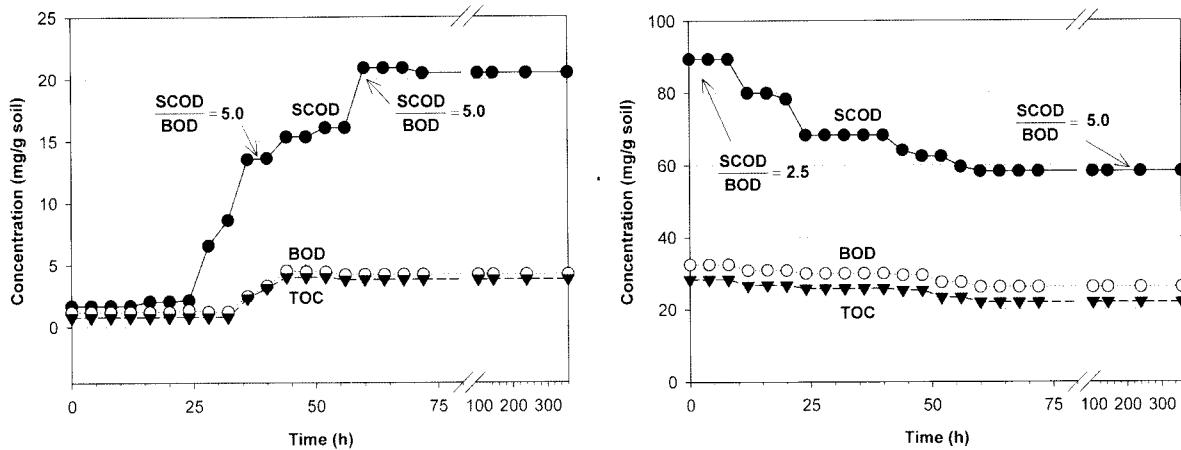 25
20
15
10
5
0
Concentration (mg/g soil)
SCOD
BOD
= 5.0
SCOD
SCOD
BOD
= 5.0
BOD
TOC
0 25 50 75 100 200 300
Time (h)
100
80
60
40
20
0
Concentration (mg/g soil)
SCOD
SCOD
BOD
= 5.0
SCOD
BOD
= 2.5
BOD
TOC
0 25 50 75 100 200 300
Time (h)